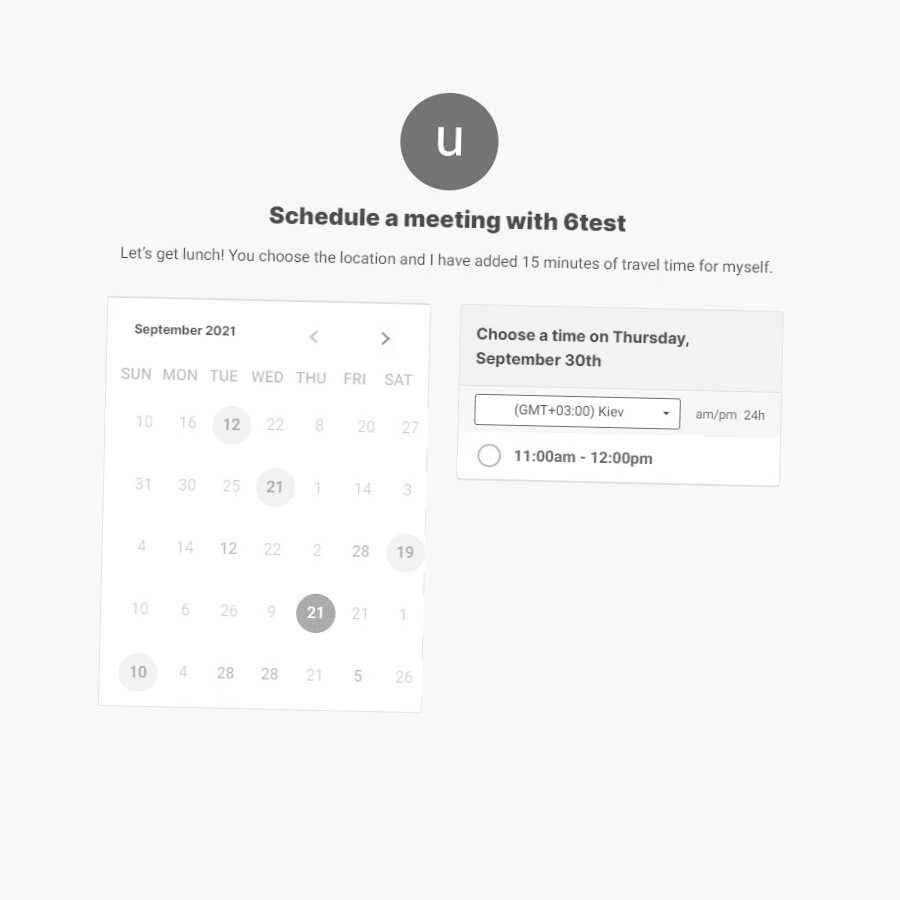 u
Schedule a meeting with 6test
Let's get lunch! You choose the location and I have added 15 minutes of travel time for myself.
September 2021
SUN MON TUE WED THU FRI SAT
10 16 12 22 8 20 27
31 30 25 21 1 14 3
4 14 12 22 2 28 19
10 6 26 9 21 21 1
10 4 28 28 21 5 26
Choose a time on Thursday,
September 30th
(GMT+03:00) Kiev am/pm 24h
11:00am - 12:00pm